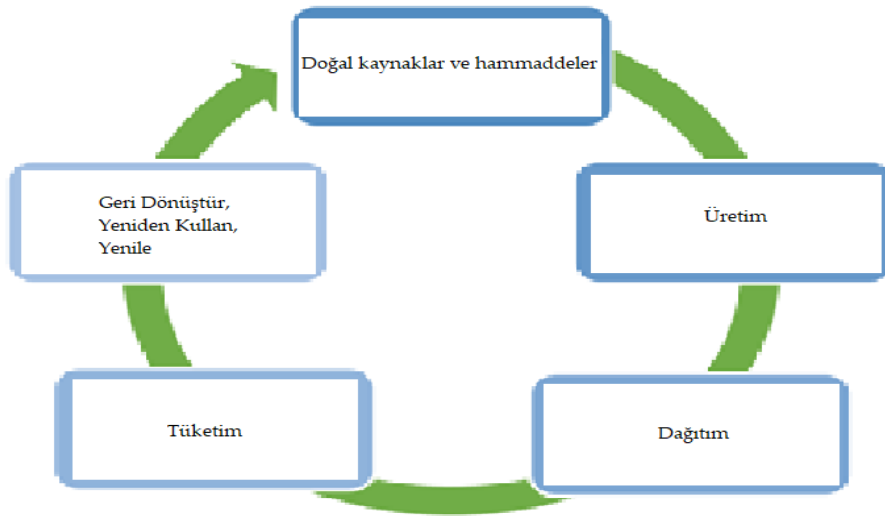 Doğal kaynaklar ve hammaddeler
Üretim
Dağıtım
Tüketim
Geri Dönüştür,
Yeniden Kullan,
Yenile